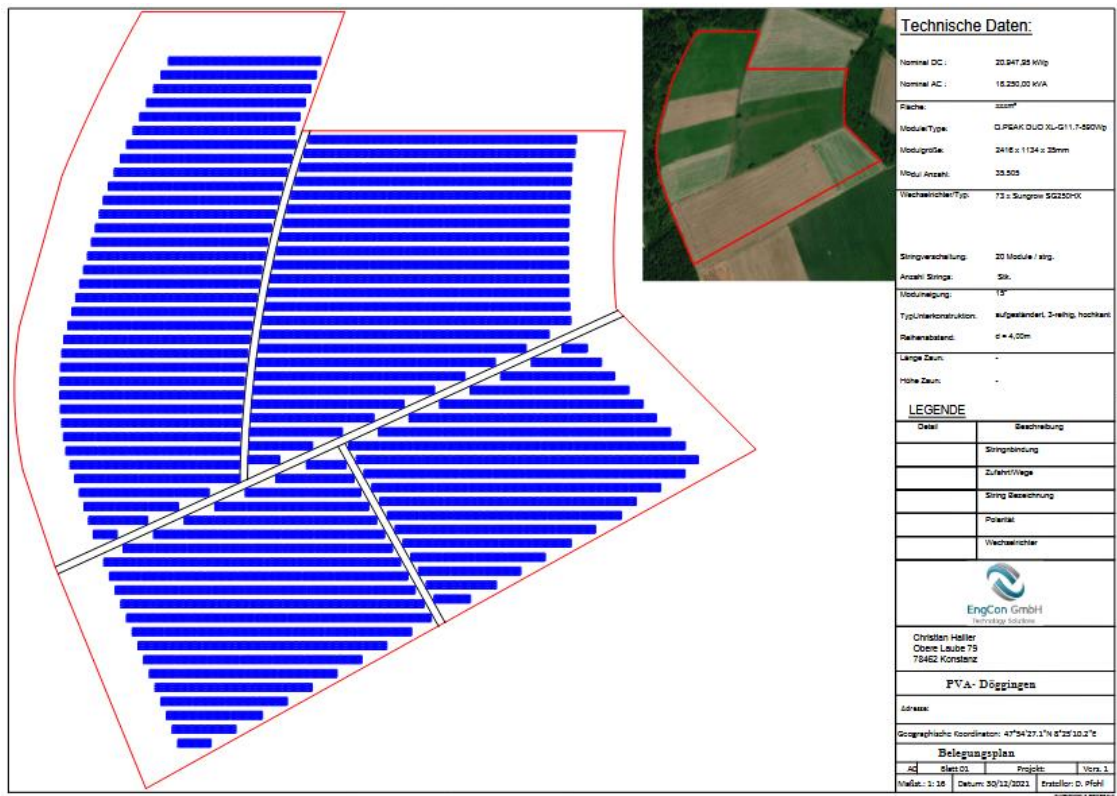 Technische Daten:
Nominal DC : 20.947,95 kWp
Nominal AC : 18.250,00 kVA
Fläche:
Module/Type: Q.PEAK DUO XL-G11.7-590Wp
Modulgröße: 2416 x 1134 x 35mm
Modul Anzahl: 35.505
Wechselrichter/Typ: 73 x Sungrow SG250HX
Stringverschaltung: 20 Module / strg.
Anzahl Strings: Stk.
Modulneigung: 15°
Typ\Unterkonstruktion: aufgeständert, 3-reihig, hochkant
Reihenabstand: d = 4,00m
Länge Zaun: -
Höhe Zaun: -
LEGENDE
Detail Beschreibung
Stringnbindung
Zufahrt/Wege
String Bezeichnung
Polarität
Wechselrichter
EngCon GmbH
Technology Solutions
Christian Hallier
Obere Laube 79
78462 Konstanz
PVA- Döggingen
Adresse:
Geographische Koordinaten: 47°54'27.1"N 8°25'10.2"E
Belegungsplan
A0 Blatt 01 Projekt: Vers. 1
Maßst.: 1: 16 Datum: 30/12/2021 Ersteller: D. Pfohl